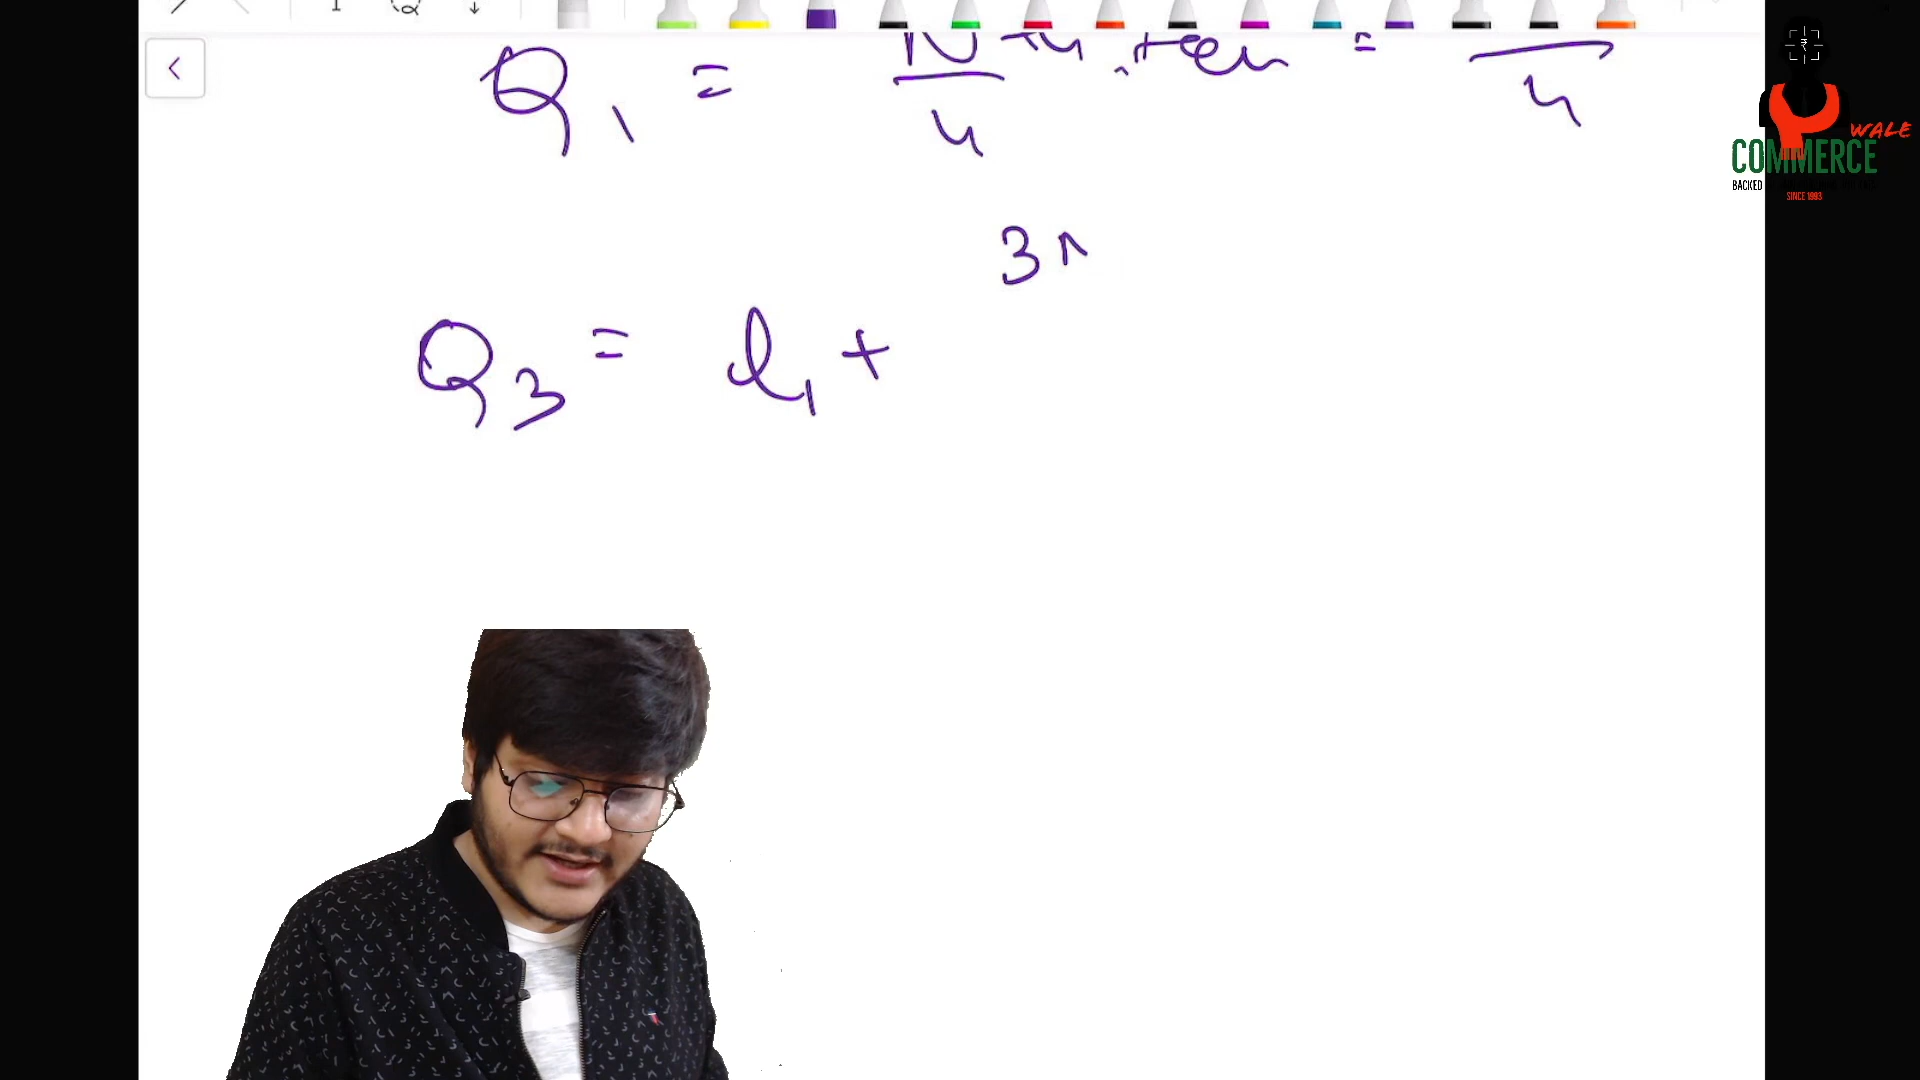 Q1 = N/4 th item = /4
3N
Q3 = l1 +
COMMERCE WALE
BACKED
SINCE 1993